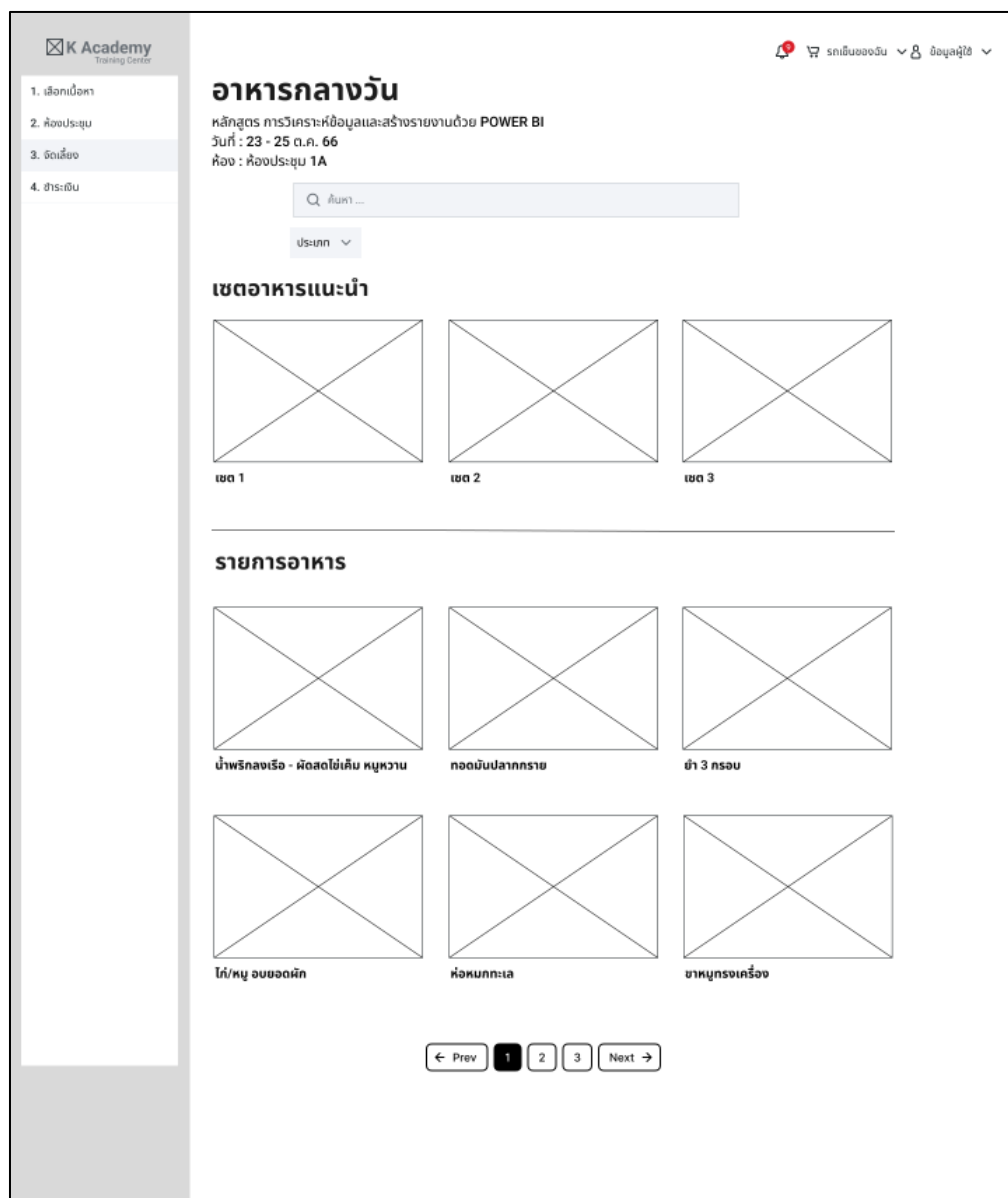 K Academy
Training Center
1. เลือกเนื้อหา
2. ห้องประชุม
3. จัดเลี้ยง
4. ชำระเงิน
9
รถเข็นของฉัน
ข้อมูลผู้ใช้
อาหารกลางวัน
หลักสูตร การวิเคราะห์ข้อมูลและสร้างรายงานด้วย POWER BI
วันที่ : 23 - 25 ต.ค. 66
ห้อง : ห้องประชุม 1A
ค้นหา ...
ประเภท
เซตอาหารแนะนำ
เซต 1
เซต 2
เซต 3
รายการอาหาร
น้ำพริกลงเรือ - ผัดสดไข่เค็ม หมูหวาน
ทอดมันปลากกราย
ยำ 3 กรอบ
ไก่/หมู อบยอดผัก
ห่อหมกทะเล
ขาหมูทรงเครื่อง
← Prev 1 2 3 Next →